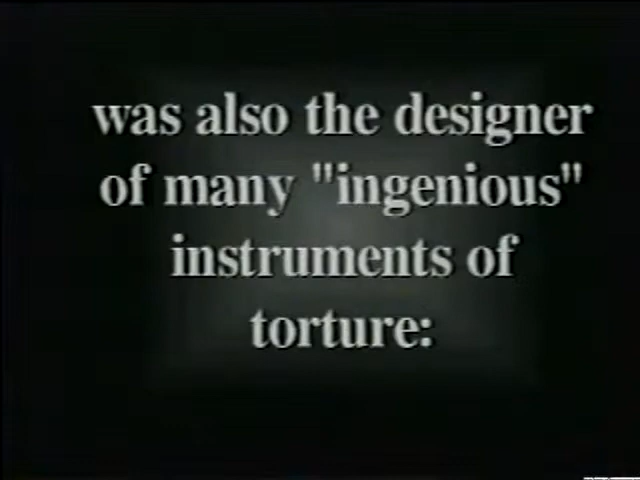 was also the designer
of many "ingenious"
instruments of
torture: